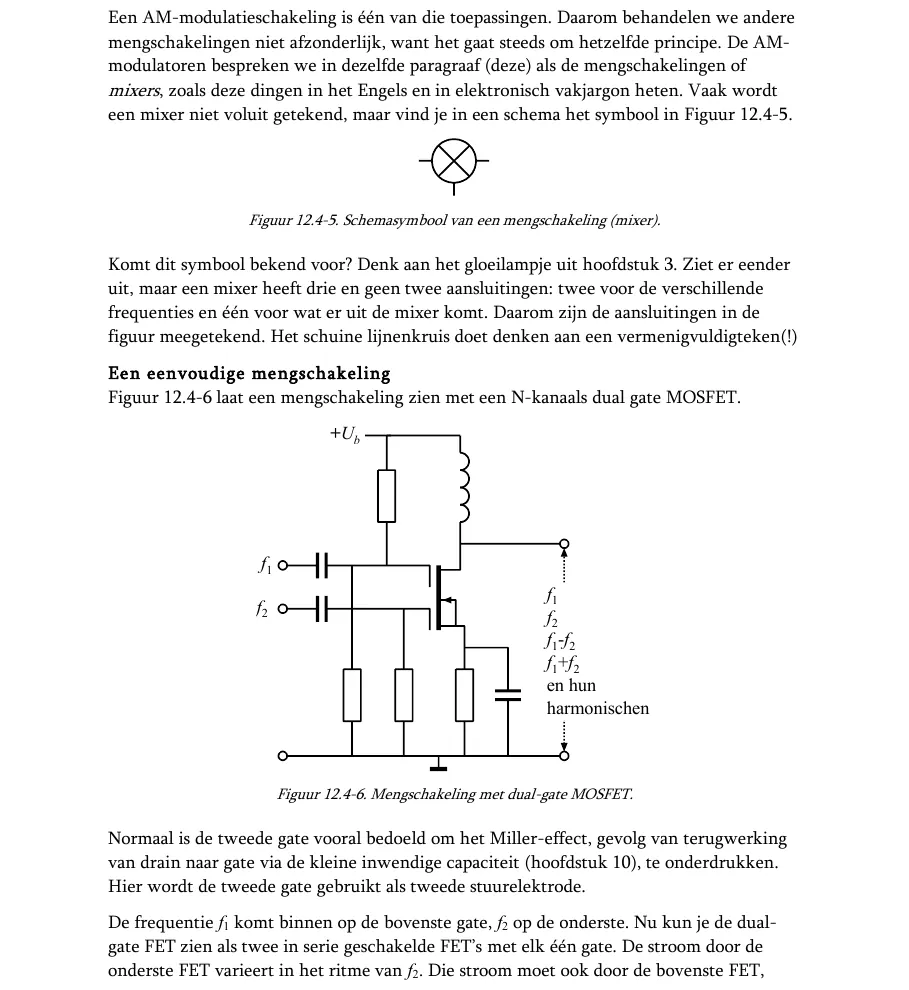 Een AM-modulatieschakeling is één van die toepassingen. Daarom behandelen we andere
mengschakelingen niet afzonderlijk, want het gaat steeds om hetzelfde principe. De AM-
modulatoren bespreken we in dezelfde paragraaf (deze) als de mengschakelingen of
mixers, zoals deze dingen in het Engels en in elektronisch vakjargon heten. Vaak wordt
een mixer niet voluit getekend, maar vind je in een schema het symbool in Figuur 12.4-5.
Figuur 12.4-5. Schemasymbool van een mengschakeling (mixer).
Komt dit symbool bekend voor? Denk aan het gloeilampje uit hoofdstuk 3. Ziet er eender
uit, maar een mixer heeft drie en geen twee aansluitingen: twee voor de verschillende
frequenties en één voor wat er uit de mixer komt. Daarom zijn de aansluitingen in de
figuur meegetekend. Het schuine lijnenkruis doet denken aan een vermenigvuldigteken(!)
Een eenvoudige mengschakeling
Figuur 12.4-6 laat een mengschakeling zien met een N-kanaals dual gate MOSFET.
+U_b
f₁
f₂
f₁
f₂
f₁-f₂
f₁+f₂
en hun
harmonischen
Figuur 12.4-6. Mengschakeling met dual-gate MOSFET.
Normaal is de tweede gate vooral bedoeld om het Miller-effect, gevolg van terugwerking
van drain naar gate via de kleine inwendige capaciteit (hoofdstuk 10), te onderdrukken.
Hier wordt de tweede gate gebruikt als tweede stuurelektrode.
De frequentie f₁ komt binnen op de bovenste gate, f₂ op de onderste. Nu kun je de dual-
gate FET zien als twee in serie geschakelde FET's met elk één gate. De stroom door de
onderste FET varieert in het ritme van f₂. Die stroom moet ook door de bovenste FET,